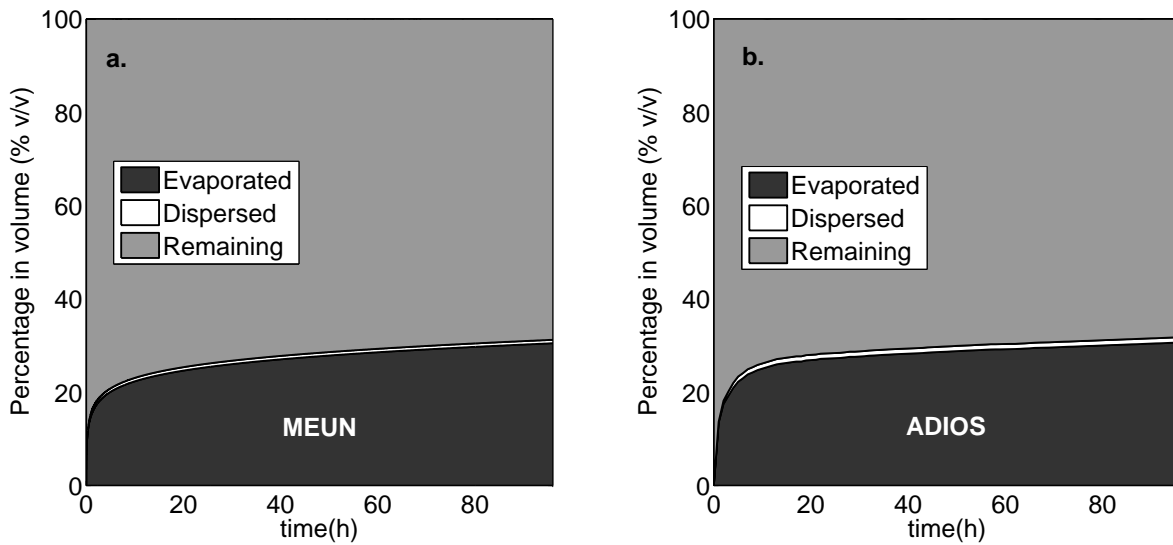 Percentage in volume (% v/v)
100
80
60
40
20
0
a.
Evaporated
Dispersed
Remaining
MEUN
0 20 40 60 80
time(h)
Percentage in volume (% v/v)
100
80
60
40
20
0
b.
Evaporated
Dispersed
Remaining
ADIOS
0 20 40 60 80
time(h)